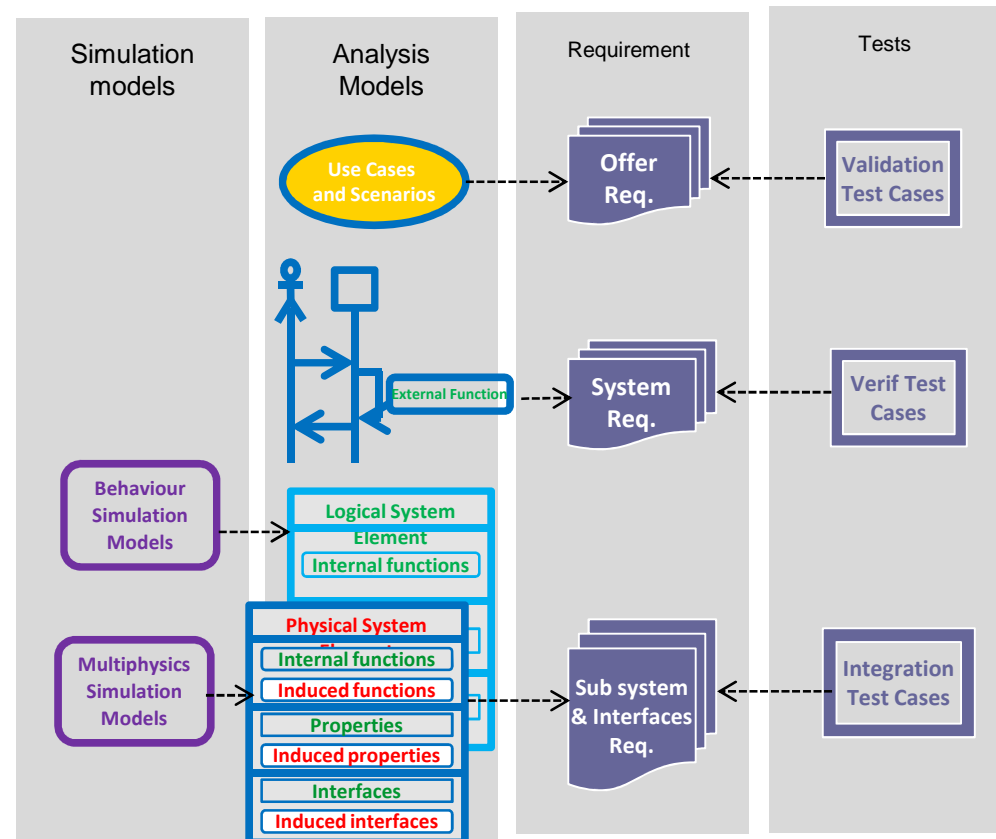 Simulation
models
Analysis
Models
Requirement
Tests
Use Cases
and Scenarios
Offer
Req.
Validation
Test Cases
External Function
System
Req.
Verif Test
Cases
Behaviour
Simulation
Models
Logical System
Element
Internal functions
Multiphysics
Simulation
Models
Physical System
Internal functions
Induced functions
Properties
Induced properties
Interfaces
Induced interfaces
Sub system
& Interfaces
Req.
Integration
Test Cases